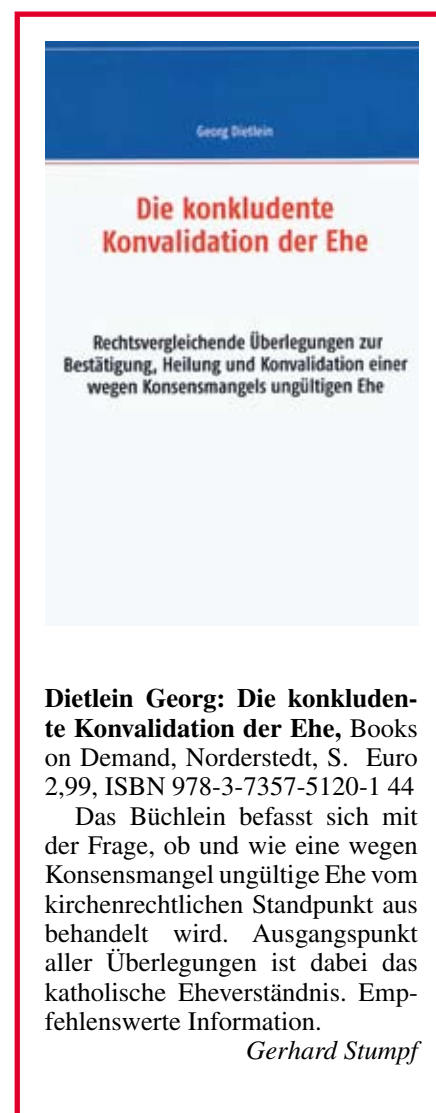 Georg Dietlein
Die konkludente
Konvalidation der Ehe
Rechtsvergleichende Überlegungen zur
Bestätigung, Heilung und Konvalidation einer
wegen Konsensmangels ungültigen Ehe
Dietlein Georg: Die konkluden-
te Konvalidation der Ehe, Books
on Demand, Norderstedt, S. Euro
2,99, ISBN 978-3-7357-5120-1 44
Das Büchlein befasst sich mit
der Frage, ob und wie eine wegen
Konsensmangel ungültige Ehe vom
kirchenrechtlichen Standpunkt aus
behandelt wird. Ausgangspunkt
aller Überlegungen ist dabei das
katholische Eheverständnis. Emp-
fehlenswerte Information.
Gerhard Stumpf